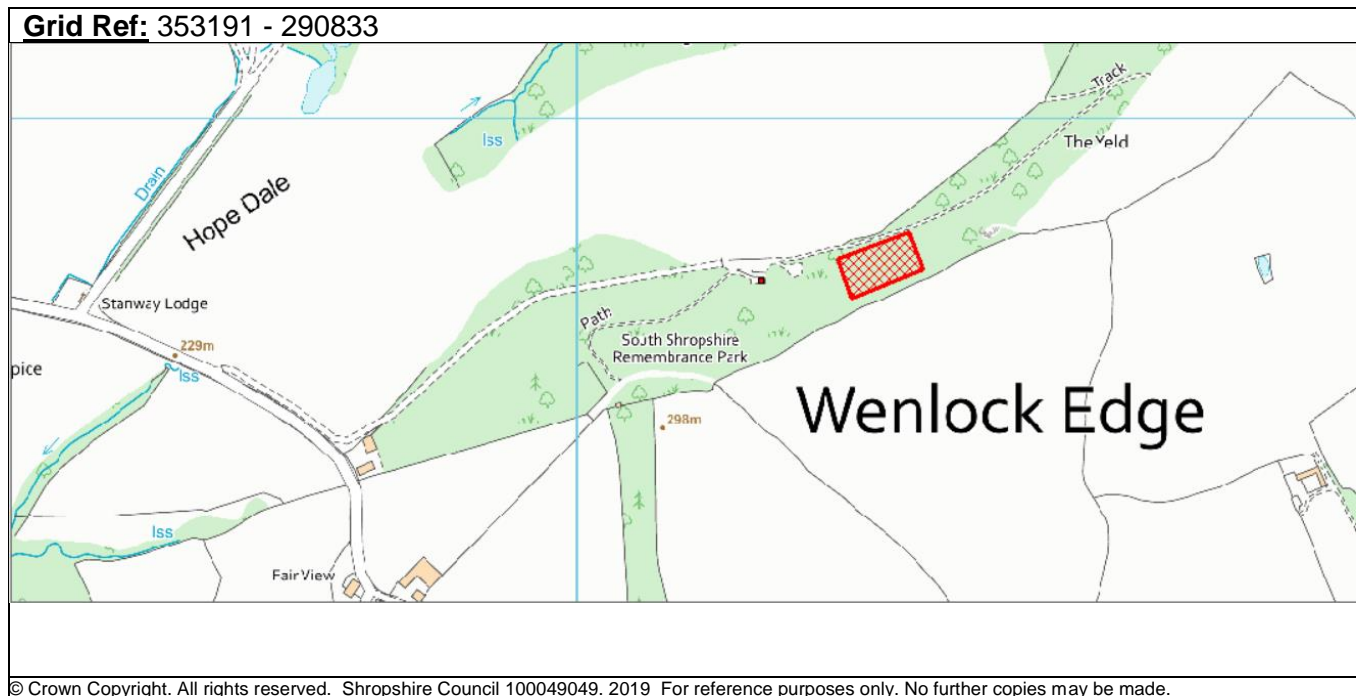 Grid Ref: 353191 - 290833
Track
Iss
The Yeld
Drain
Hope Dale
Stanway Lodge
Path
South Shropshire
Remembrance Park
229m
Iss
pice
Wenlock Edge
298m
Iss
Fair View
© Crown Copyright. All rights reserved. Shropshire Council 100049049. 2019 For reference purposes only. No further copies may be made.